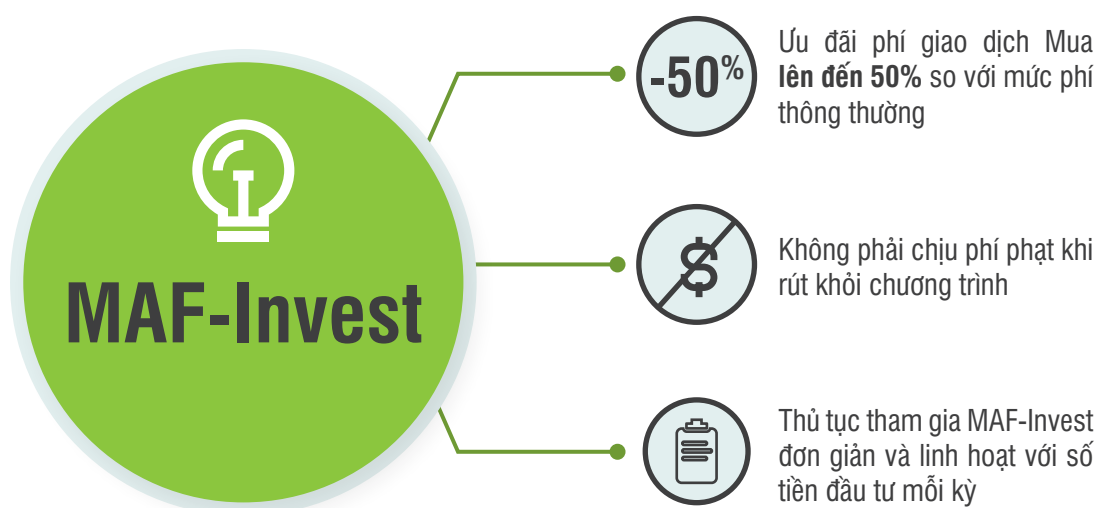 MAF-Invest
-50%
Ưu đãi phí giao dịch Mua
lên đến 50% so với mức phí
thông thường
$
Không phải chịu phí phạt khi
rút khỏi chương trình
Thủ tục tham gia MAF-Invest
đơn giản và linh hoạt với số
tiền đầu tư mỗi kỳ